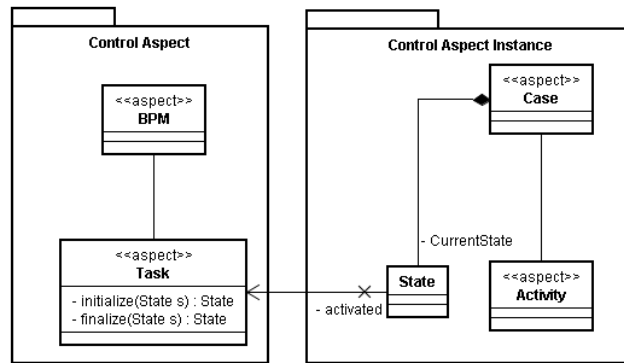 Control Aspect
<<aspect>>
BPM
<<aspect>>
Task
- initialize(State s) : State
- finalize(State s) : State
Control Aspect Instance
<<aspect>>
Case
- CurrentState
State
- activated
<<aspect>>
Activity